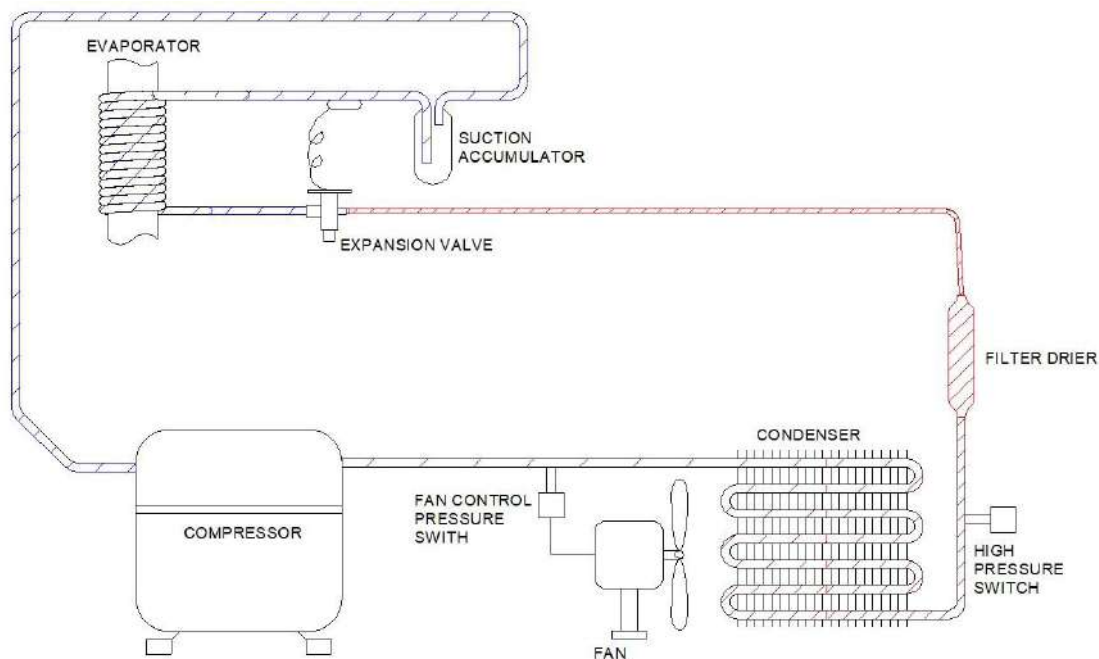 EVAPORATOR
SUCTION
ACCUMULATOR
EXPANSION VALVE
FILTER DRIER
CONDENSER
FAN CONTROL
PRESSURE
SWITH
COMPRESSOR
HIGH
PRESSURE
SWITCH
FAN